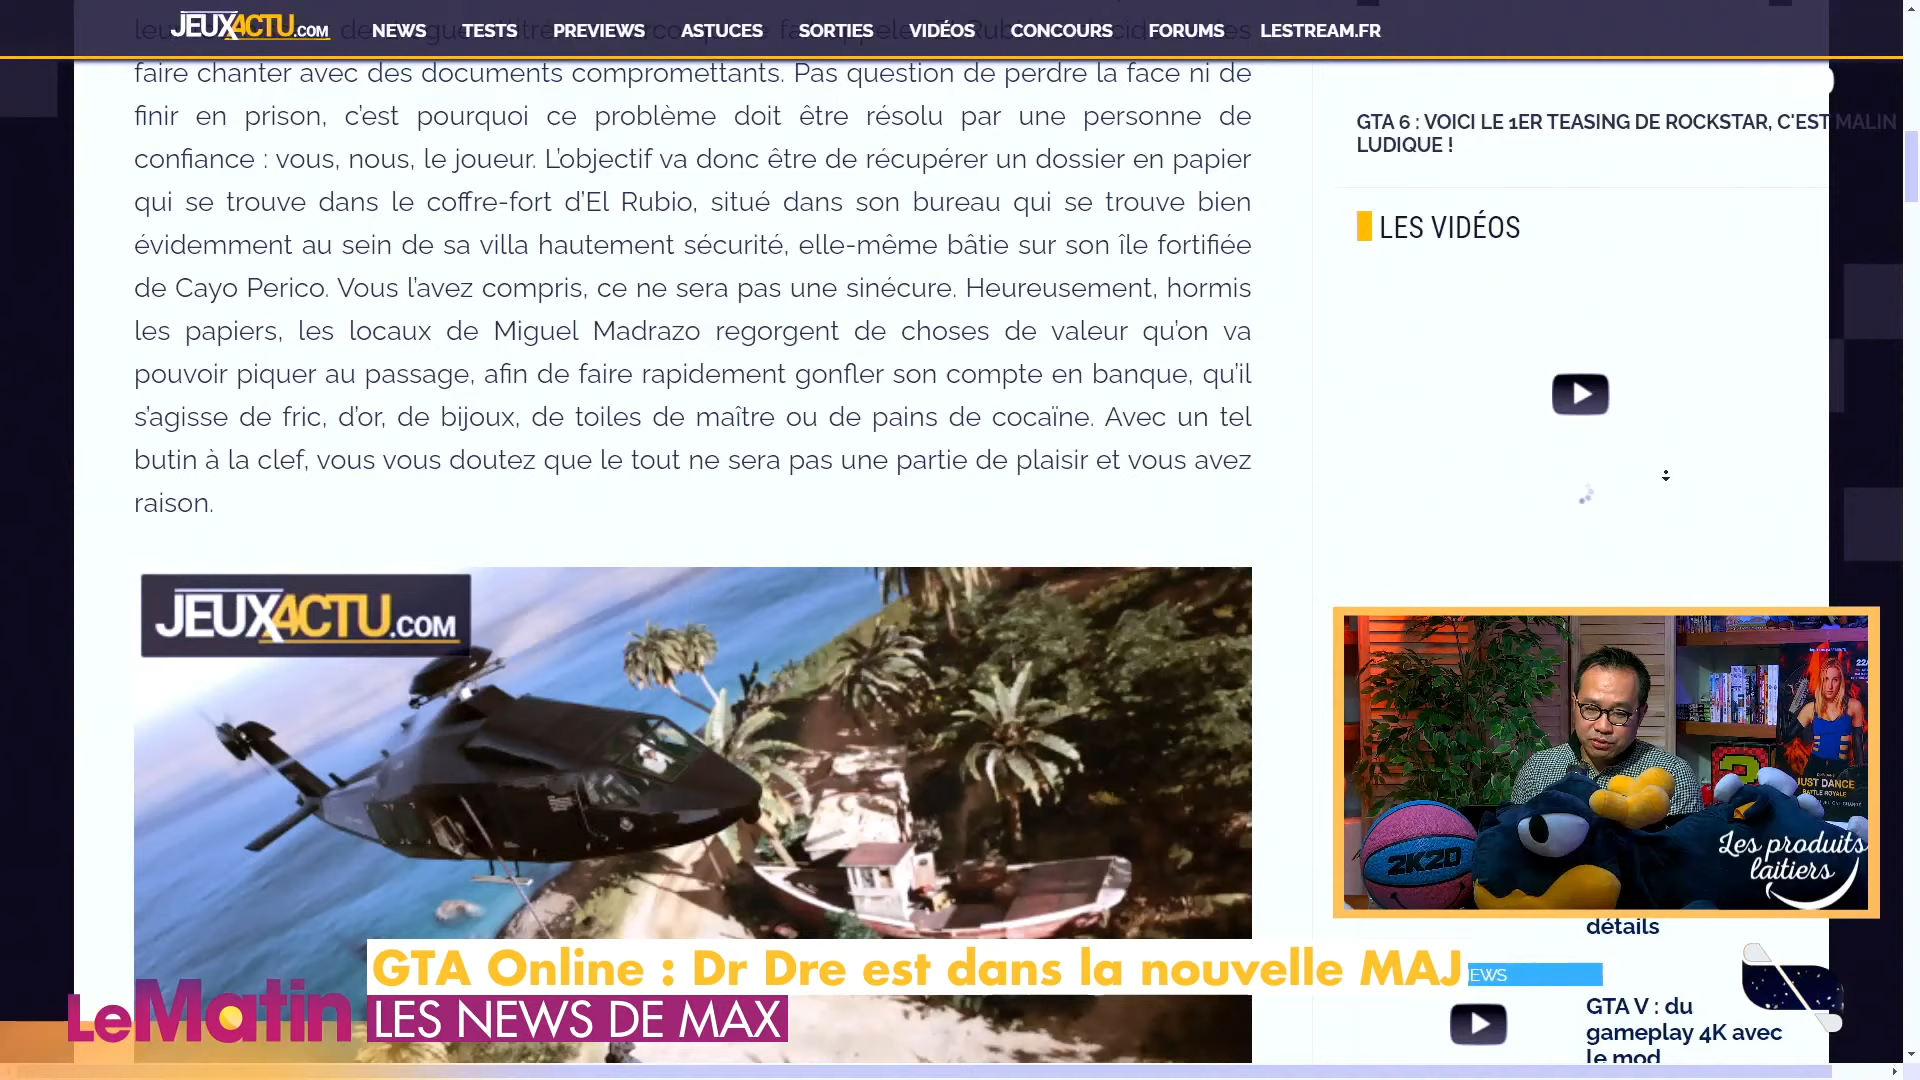 JEUXACTU.COM
NEWS TESTS PREVIEWS ASTUCES SORTIES VIDÉOS CONCOURS FORUMS LESTREAM.FR
faire chanter avec des documents compromettants. Pas question de perdre la face ni de
finir en prison, c’est pourquoi ce problème doit être résolu par une personne de
confiance : vous, nous, le joueur. L’objectif va donc être de récupérer un dossier en papier
qui se trouve dans le coffre-fort d’El Rubio, situé dans son bureau qui se trouve bien
évidemment au sein de sa villa hautement sécurité, elle-même bâtie sur son île fortifiée
de Cayo Perico. Vous l’avez compris, ce ne sera pas une sinécure. Heureusement, hormis
les papiers, les locaux de Miguel Madrazo regorgent de choses de valeur qu’on va
pouvoir piquer au passage, afin de faire rapidement gonfler son compte en banque, qu’il
s’agisse de fric, d’or, de bijoux, de toiles de maître ou de pains de cocaïne. Avec un tel
butin à la clef, vous vous doutez que le tout ne sera pas une partie de plaisir et vous avez
raison.
JEUXACTU.COM
GTA 6 : VOICI LE 1ER TEASING DE ROCKSTAR, C'EST MALIN
LUDIQUE !
LES VIDÉOS
JUST DANCE
BATTLE ROYALE
2K20
Les produits
laitiers
détails
EWS
GTA V : du
gameplay 4K avec
le mod
GTA Online : Dr Dre est dans la nouvelle MAJ
LeMatin
LES NEWS DE MAX